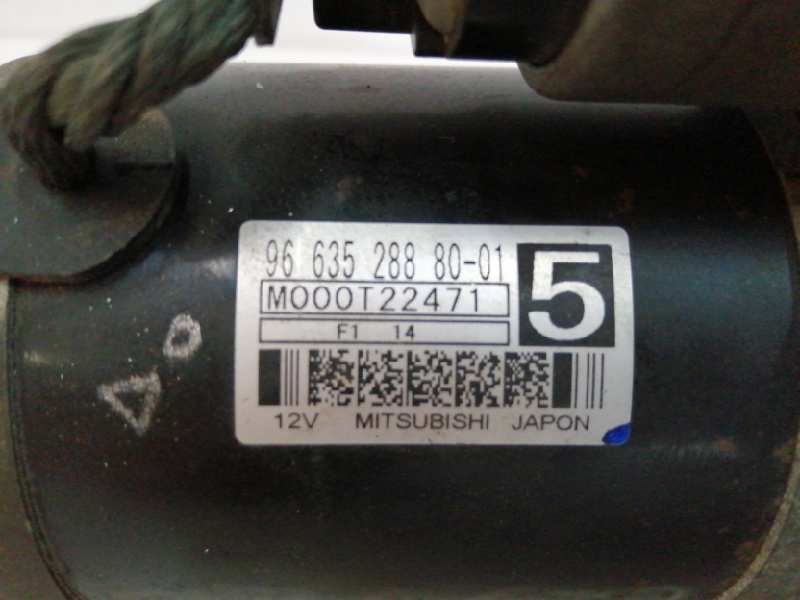 96 635 288 80-01
5
M000T22471
F1 14
12V MITSUBISHI JAPON